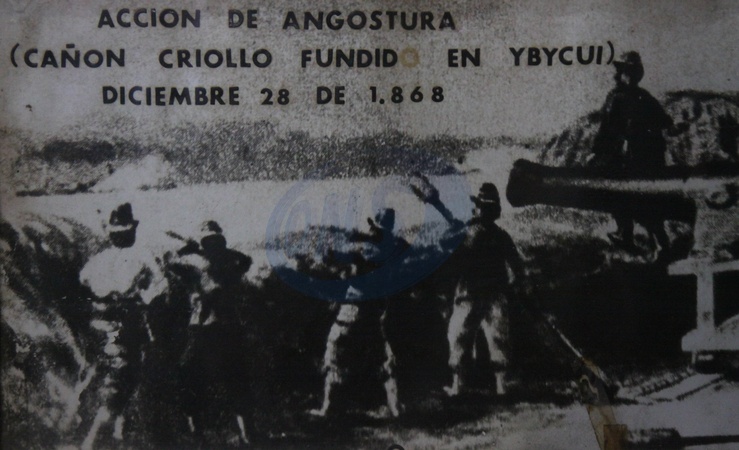 ACCION DE ANGOSTURA
(CAÑON CRIOLLO FUNDIDO EN YBYCUI)
DICIEMBRE 28 DE 1.868